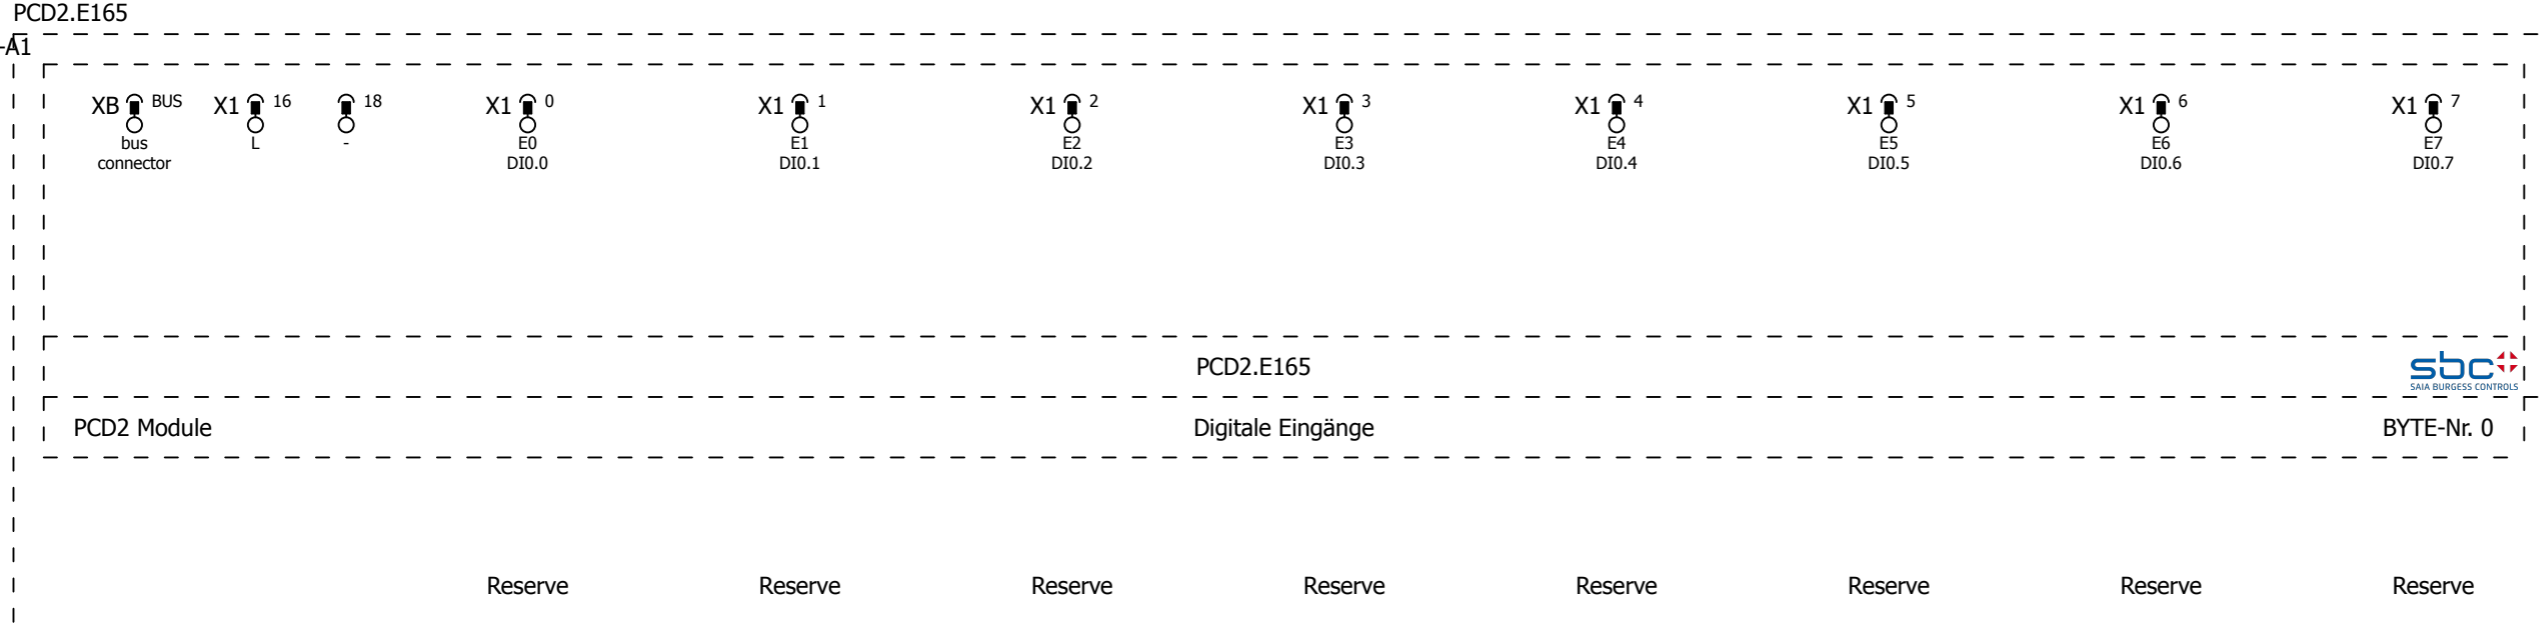 PCD2.E165
-A1
XB BUS X1 16 18 X1 0 X1 1 X1 2 X1 3 X1 4 X1 5 X1 6 X1 7
bus L - E0 E1 E2 E3 E4 E5 E6 E7
connector DI0.0 DI0.1 DI0.2 DI0.3 DI0.4 DI0.5 DI0.6 DI0.7
PCD2.E165 sbc
SAIA BURGESS CONTROLS
PCD2 Module Digitale Eingänge BYTE-Nr. 0
Reserve Reserve Reserve Reserve Reserve Reserve Reserve Reserve